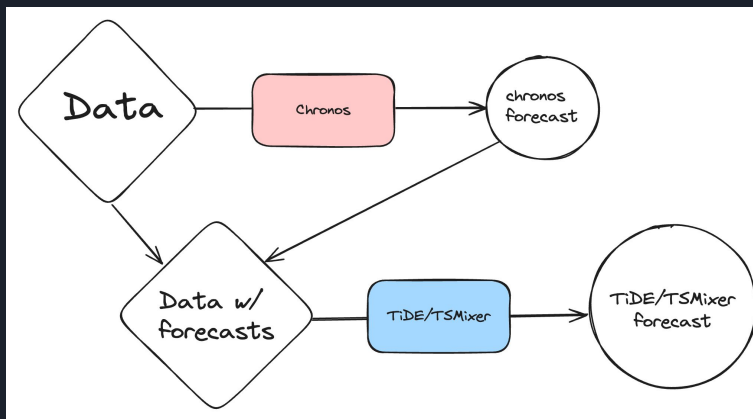 Data
Chronos
chronos
forecast
Data w/
forecasts
TiDE/TSMixer
TiDE/TSMixer
forecast